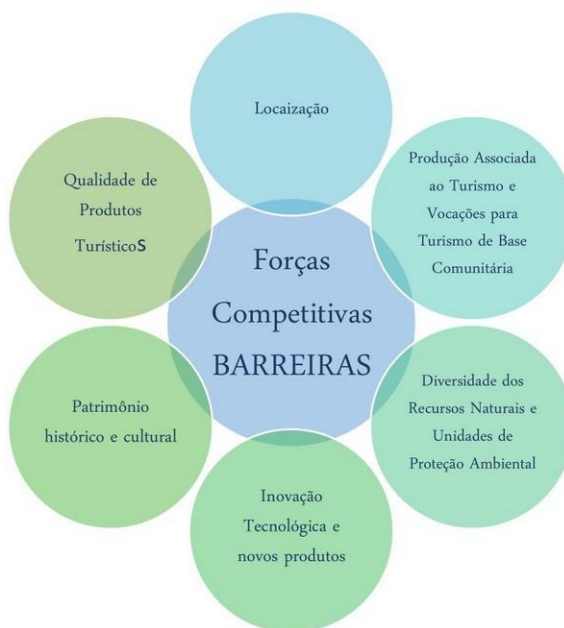 Locaização
Produção Associada
ao Turismo e
Vocações para
Turismo de Base
Comunitária
Qualidade de
Produtos
TurísticoS
Forças
Competitivas
BARREIRAS
Diversidade dos
Recursos Naturais e
Unidades de
Proteção Ambiental
Patrimônio
histórico e cultural
Inovação
Tecnológica e
novos produtos